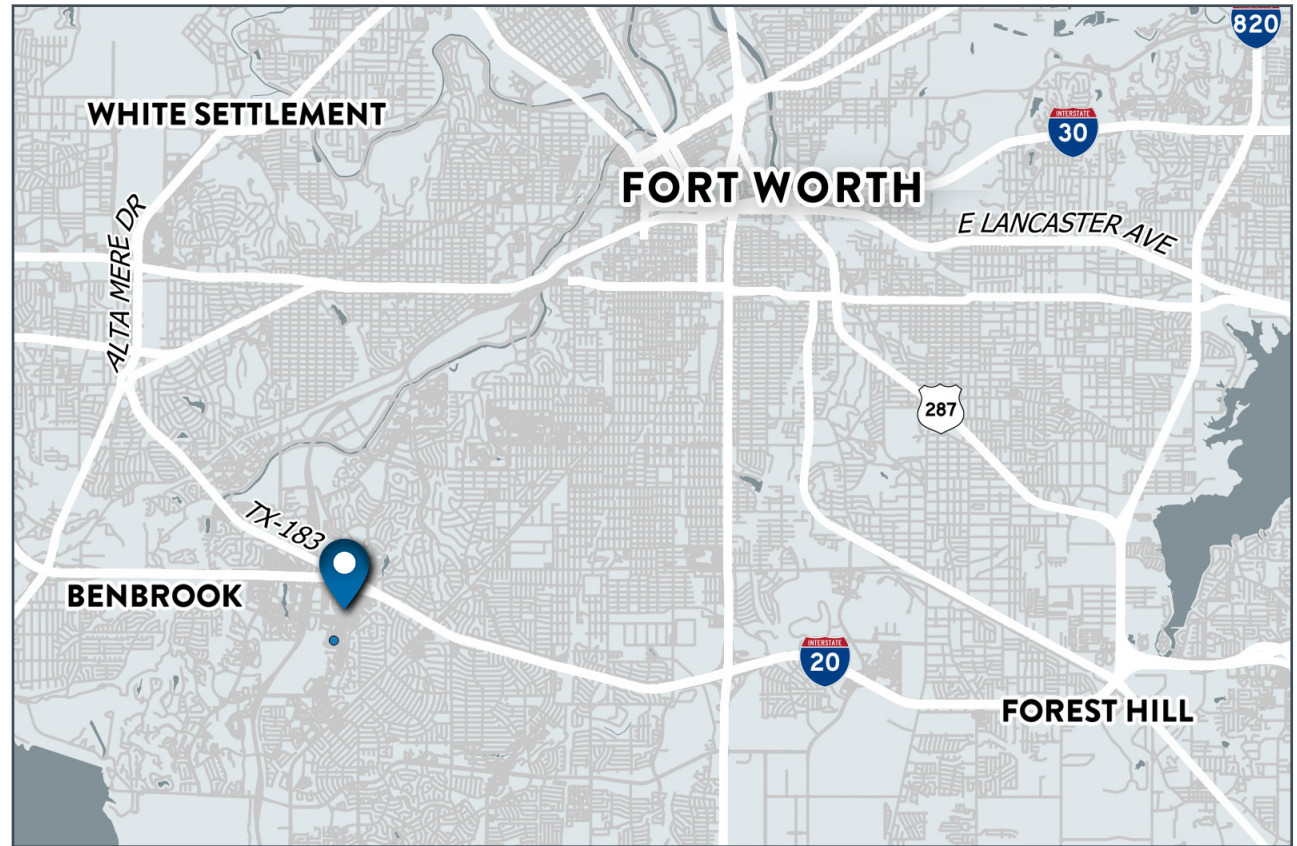 INTERSTATE
820
WHITE SETTLEMENT
INTERSTATE
30
FORT WORTH
ALTA MERE DR
E LANCASTER AVE
287
TX-183
BENBROOK
INTERSTATE
20
FOREST HILL